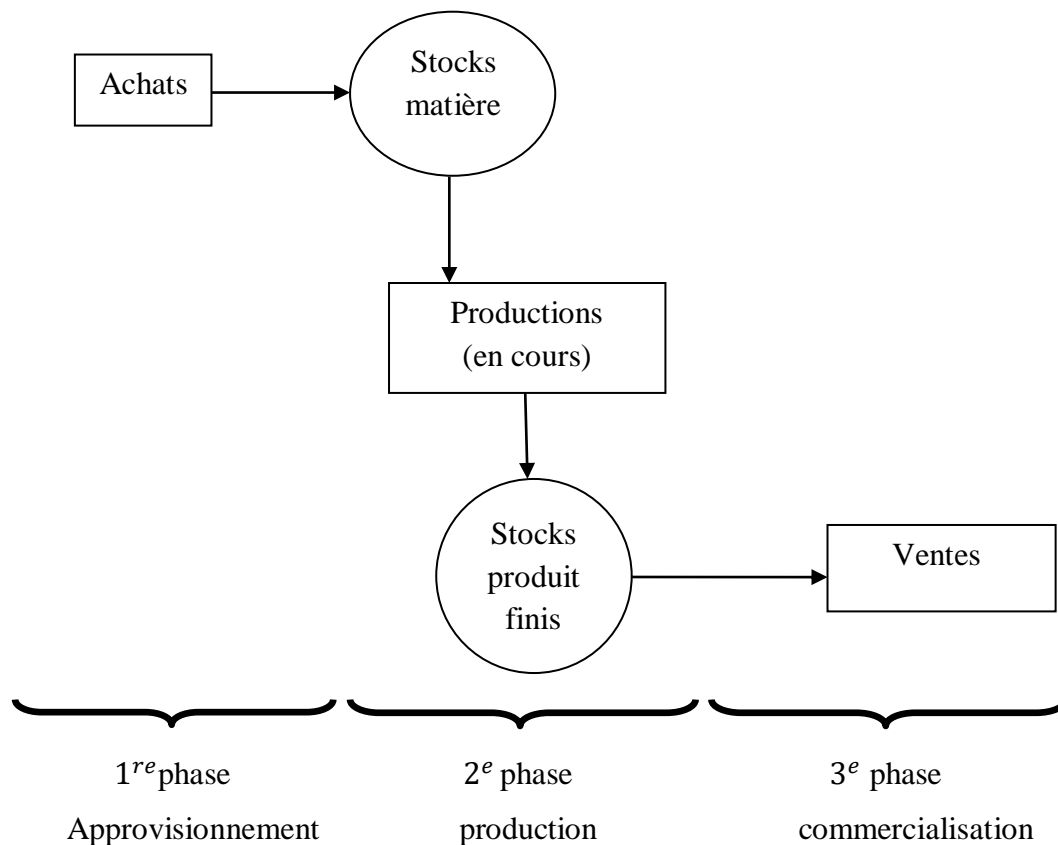 Achats
Stocks
matière
Productions
(en cours)
Stocks
produit
finis
Ventes
1re phase
Approvisionnement
2e phase
production
3e phase
commercialisation